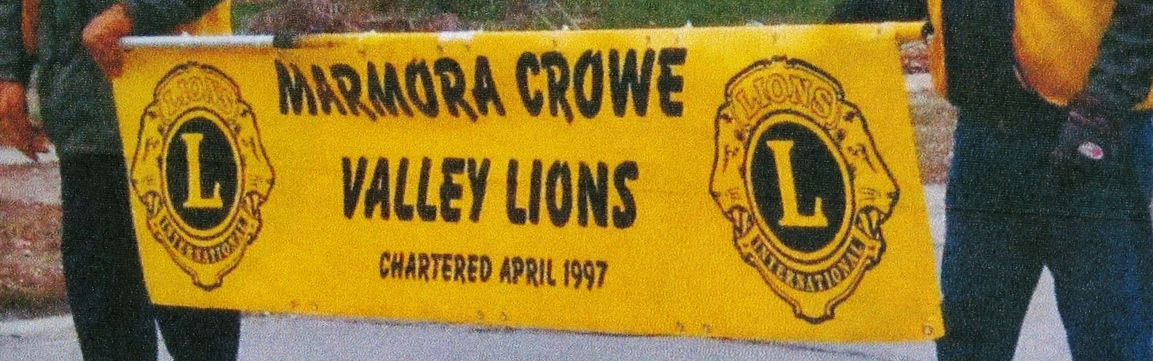 MARMORA CROWE
VALLEY LIONS
CHARTERED APRIL 1997
LIONS
L
INTERNATIONAL
LIONS
L
INTERNATIONAL